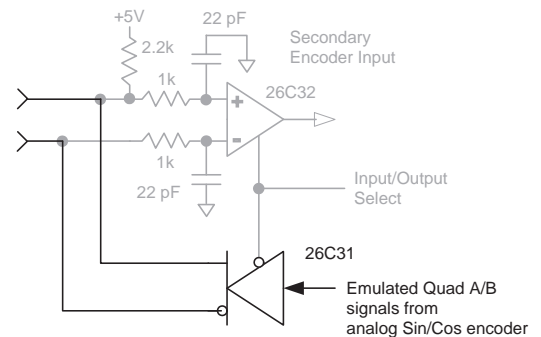 +5V
22 pF
2.2k
Secondary
Encoder Input
1k
26C32
+
-
1k
22 pF
Input/Output
Select
26C31
Emulated Quad A/B
signals from
analog Sin/Cos encoder